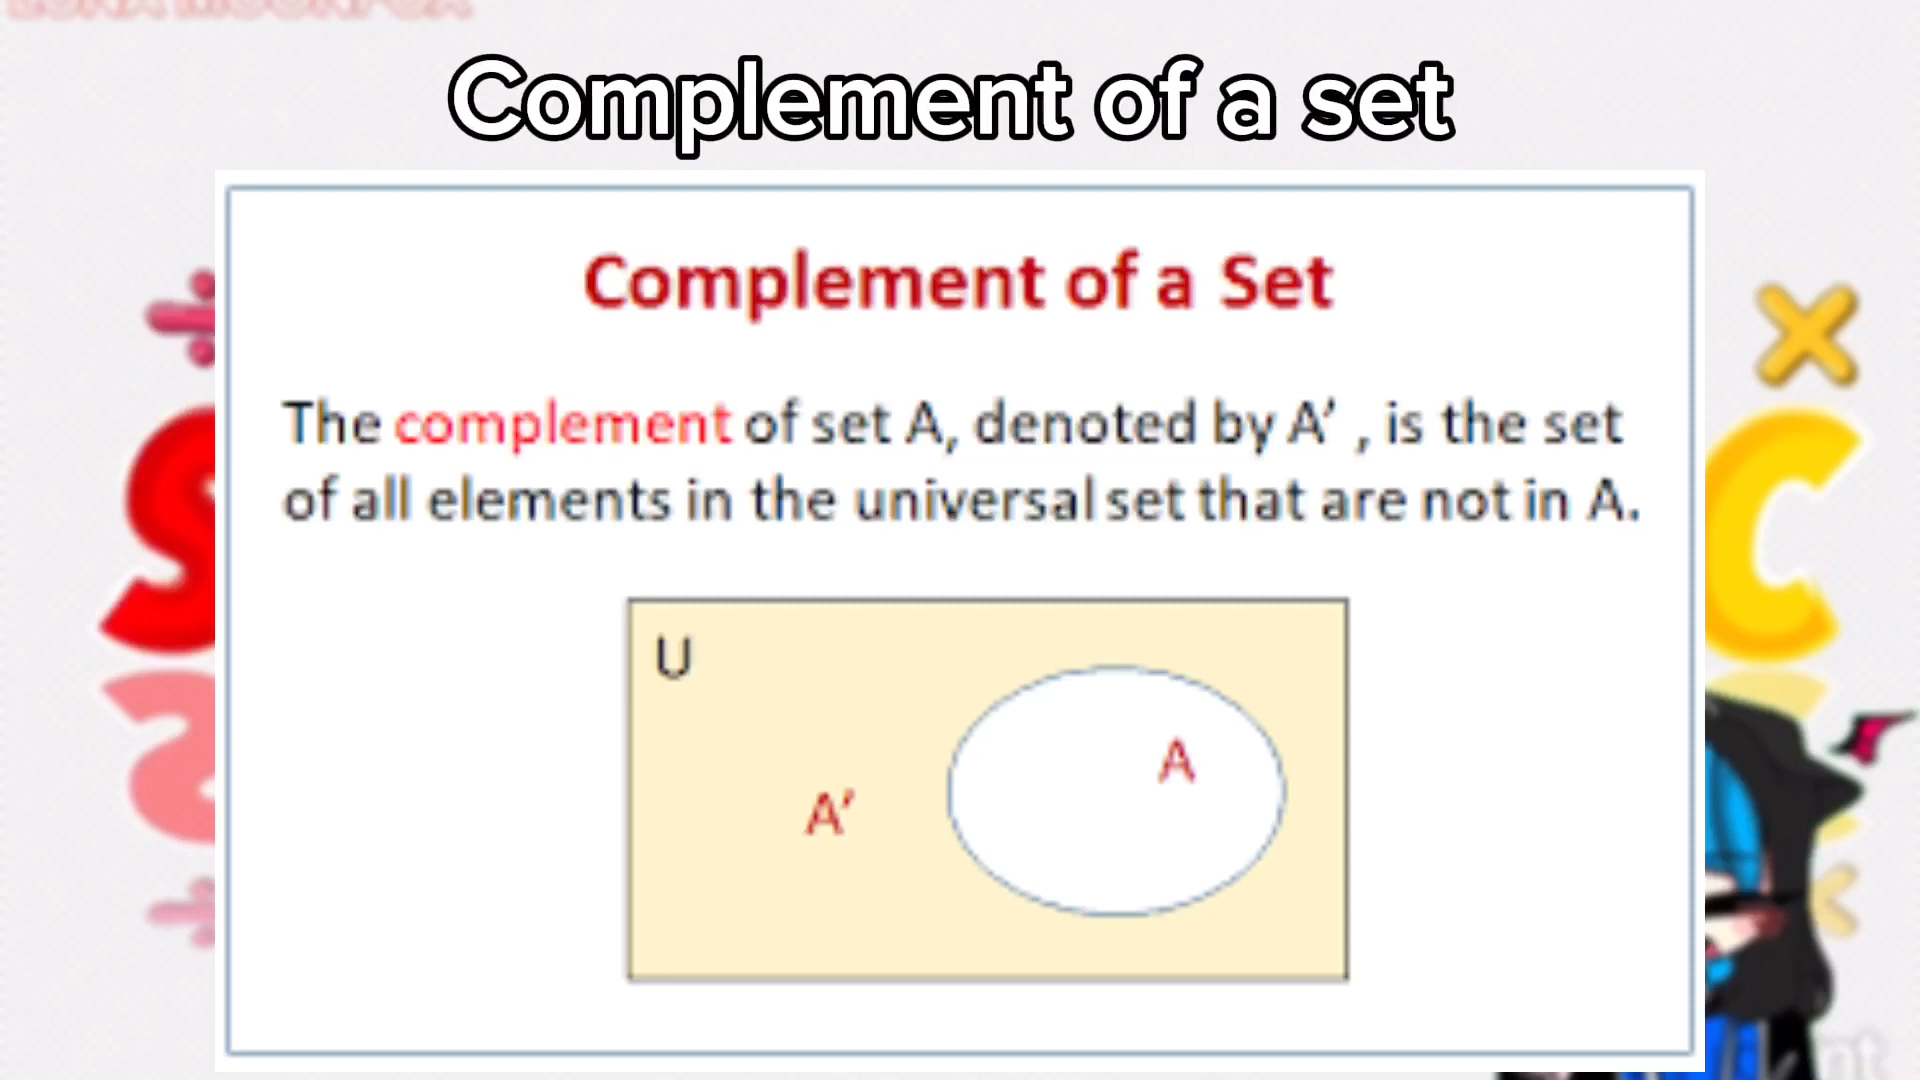 Complement of a set
Complement of a Set
The complement of set A, denoted by A′ , is the set
of all elements in the universal set that are not in A.
U
A
A′
S
C